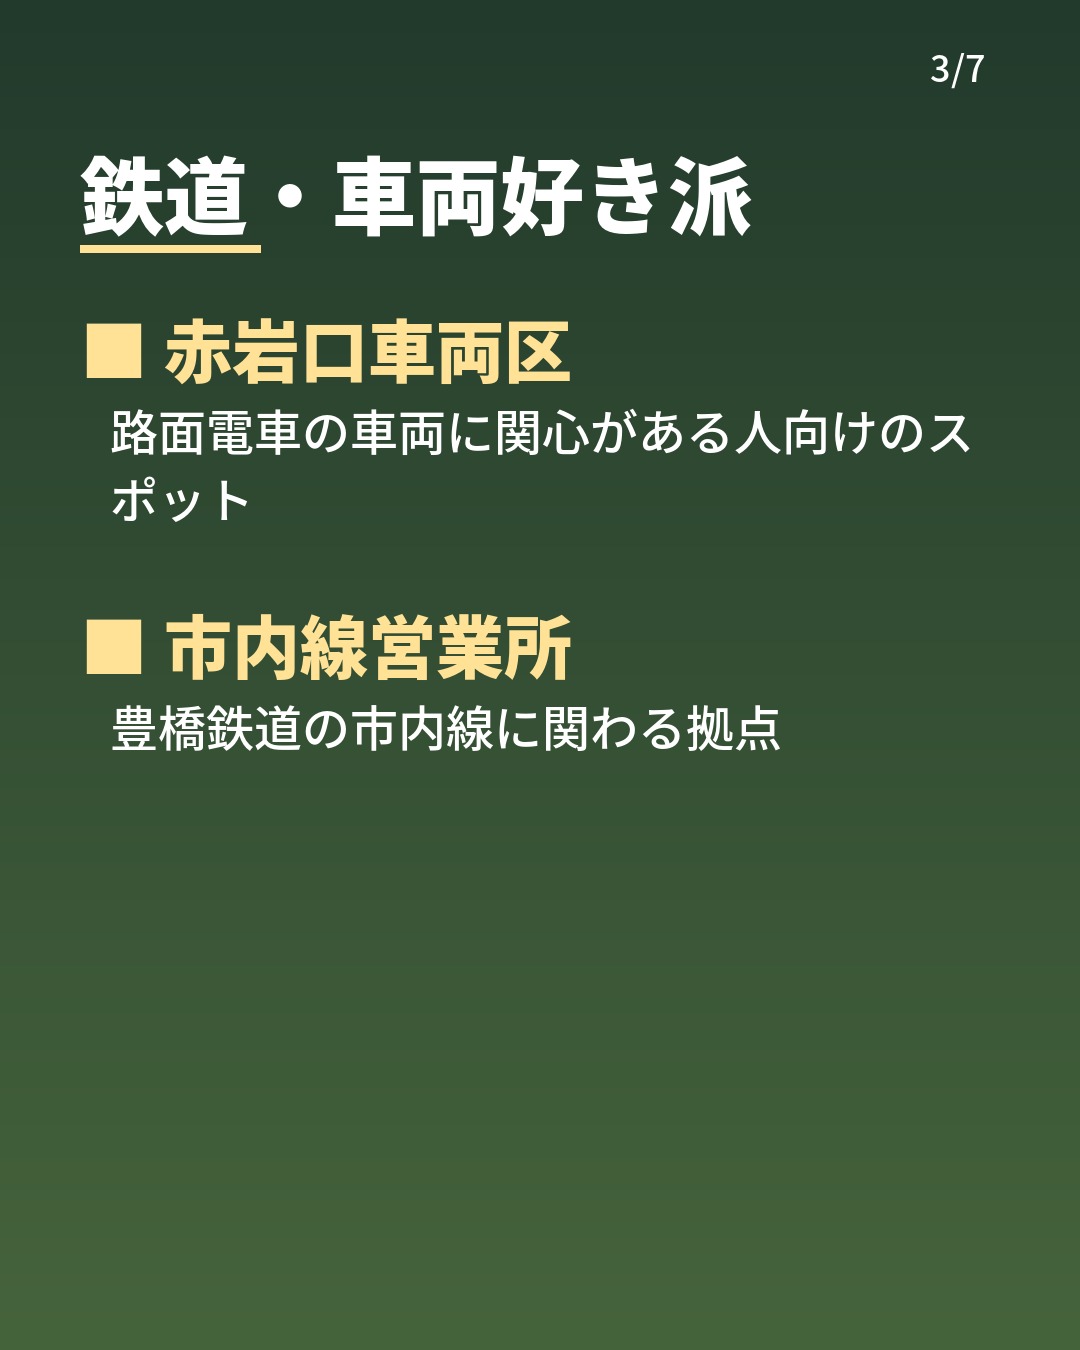 3/7
鉄道・車両好き派
■ 赤岩口車両区
路面電車の車両に関心がある人向けのス
ポット
■ 市内線営業所
豊橋鉄道の市内線に関わる拠点